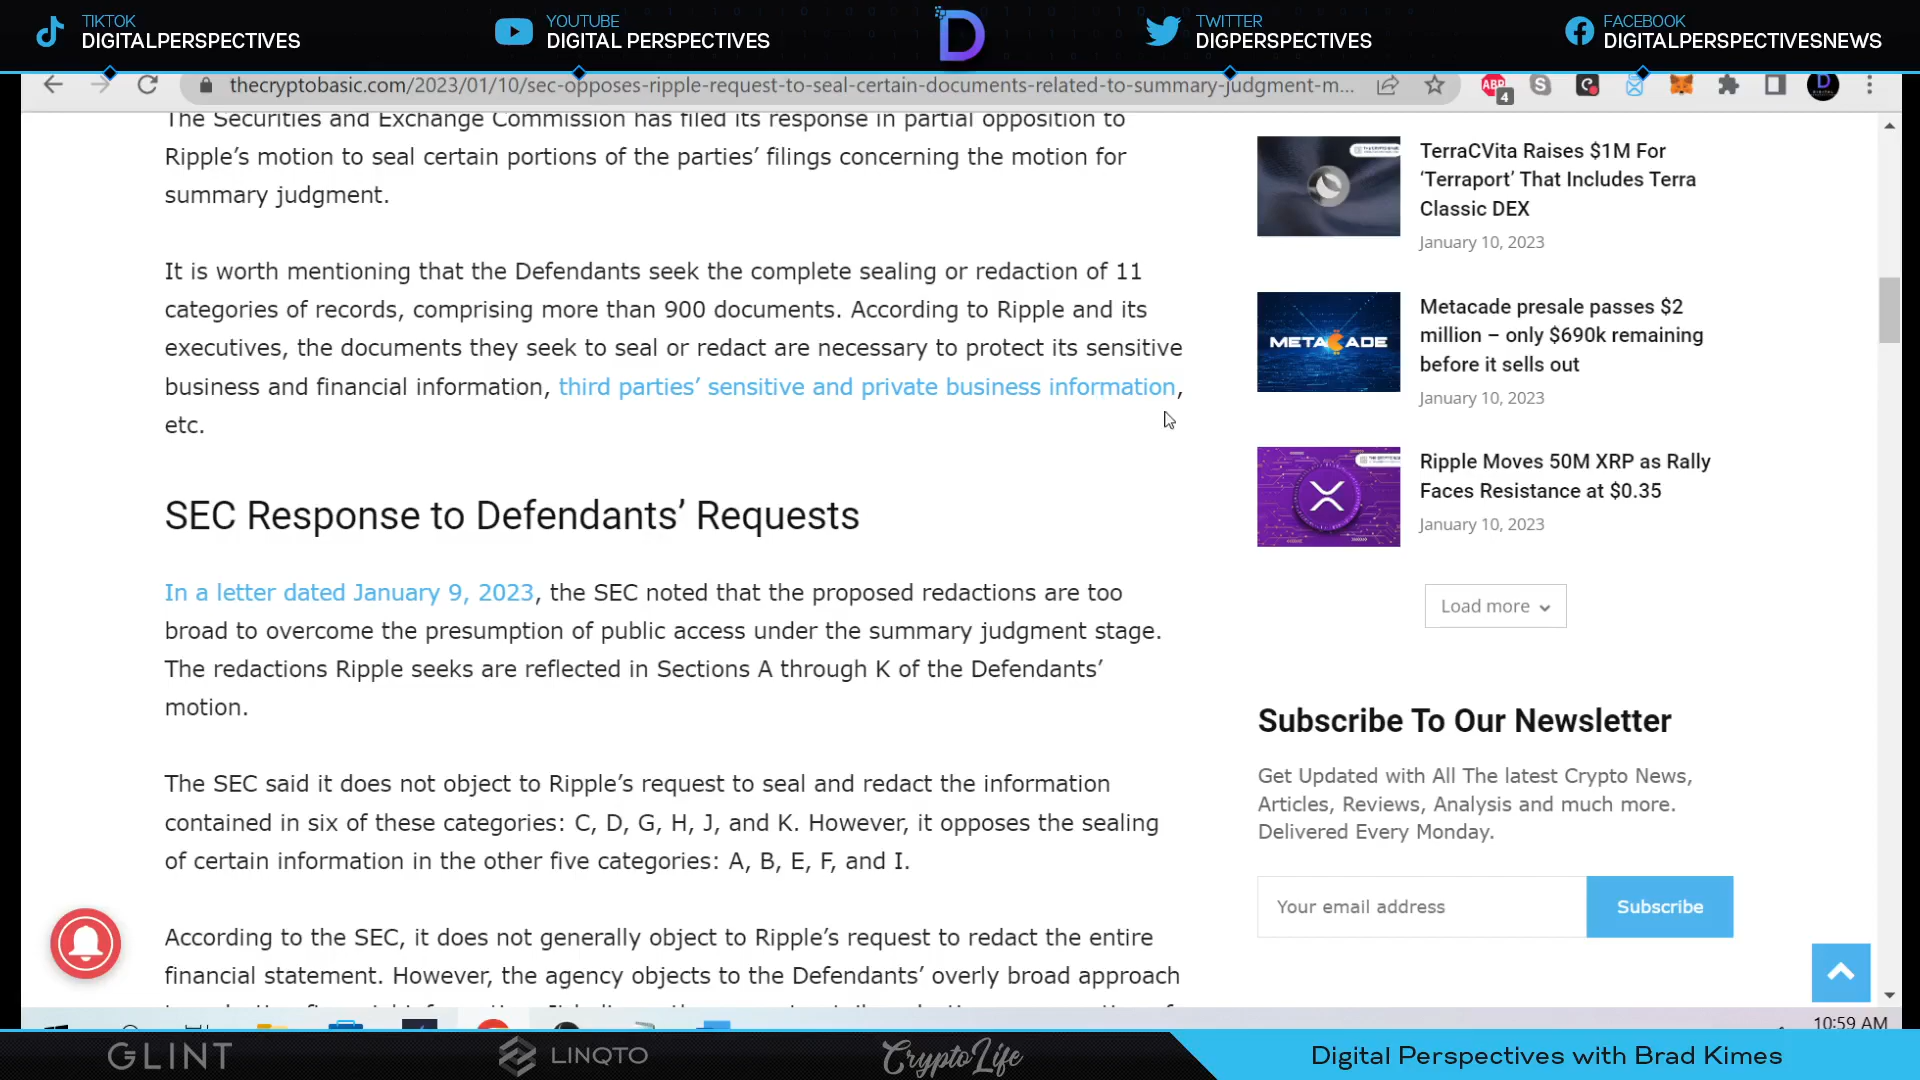 TIKTOK
DIGITALPERSPECTIVES
YOUTUBE
DIGITAL PERSPECTIVES
D
TWITTER
DIGPERSPECTIVES
FACEBOOK
DIGITALPERSPECTIVESNEWS
thecryptobasic.com/2023/01/10/sec-opposes-ripple-request-to-seal-certain-documents-related-to-summary-judgment-m...
ABP
4
The Securities and Exchange Commission has filed its response in partial opposition to
Ripple’s motion to seal certain portions of the parties’ filings concerning the motion for
summary judgment.
It is worth mentioning that the Defendants seek the complete sealing or redaction of 11
categories of records, comprising more than 900 documents. According to Ripple and its
executives, the documents they seek to seal or redact are necessary to protect its sensitive
business and financial information, third parties’ sensitive and private business information,
etc.
SEC Response to Defendants’ Requests
In a letter dated January 9, 2023, the SEC noted that the proposed redactions are too
broad to overcome the presumption of public access under the summary judgment stage.
The redactions Ripple seeks are reflected in Sections A through K of the Defendants’
motion.
The SEC said it does not object to Ripple’s request to seal and redact the information
contained in six of these categories: C, D, G, H, J, and K. However, it opposes the sealing
of certain information in the other five categories: A, B, E, F, and I.
According to the SEC, it does not generally object to Ripple’s request to redact the entire
financial statement. However, the agency objects to the Defendants’ overly broad approach
TerraCVita Raises $1M For
‘Terraport’ That Includes Terra
Classic DEX
January 10, 2023
METACADE
Metacade presale passes $2
million – only $690k remaining
before it sells out
January 10, 2023
Ripple Moves 50M XRP as Rally
Faces Resistance at $0.35
January 10, 2023
Load more
Subscribe To Our Newsletter
Get Updated with All The latest Crypto News,
Articles, Reviews, Analysis and much more.
Delivered Every Monday.
Your email address
Subscribe
10:59 AM
GLINT
LINQTO
CryptoLife
Digital Perspectives with Brad Kimes